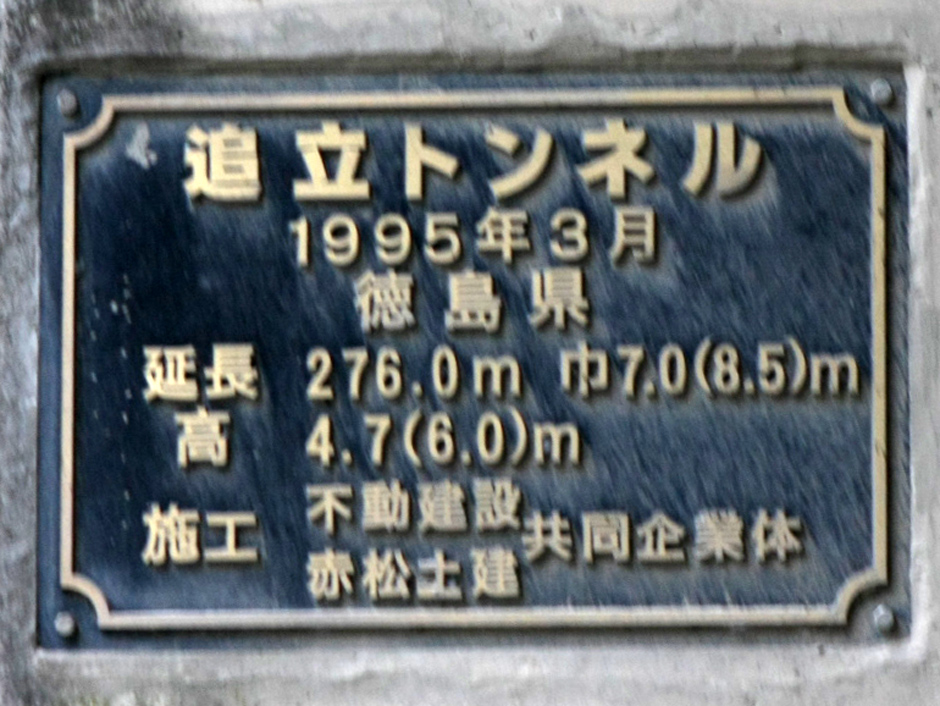 追立トンネル
1995年3月
徳島県
延長 276.0m 巾7.0(8.5)m
高 4.7(6.0)m
施工 不動建設 共同企業体
赤松土建